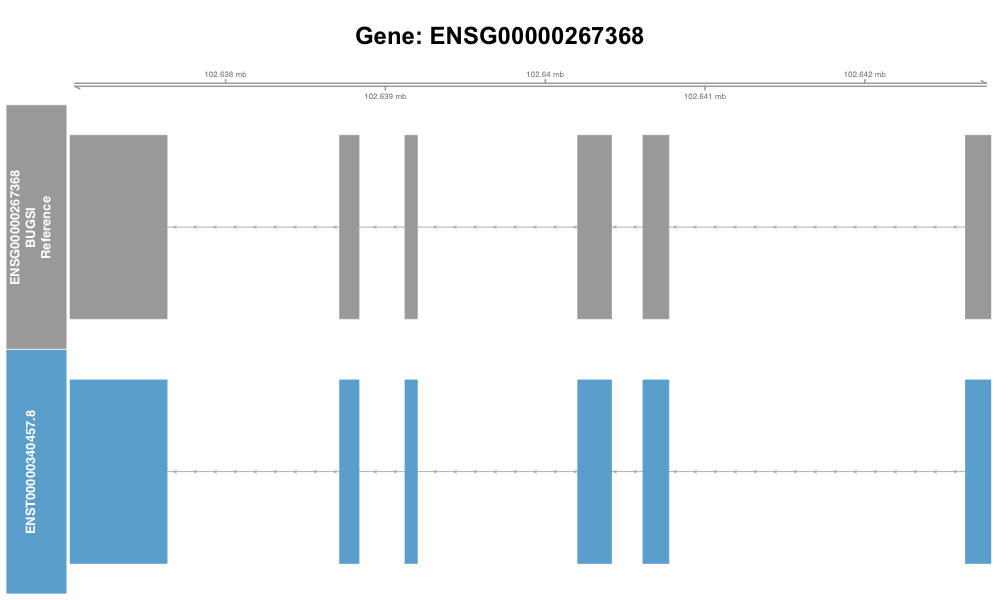 Gene: ENSG00000267368
102.638 mb
102.64 mb
102.642 mb
102.639 mb
102.641 mb
ENSG00000267368
BUGSI
Reference
ENST00000340457.8